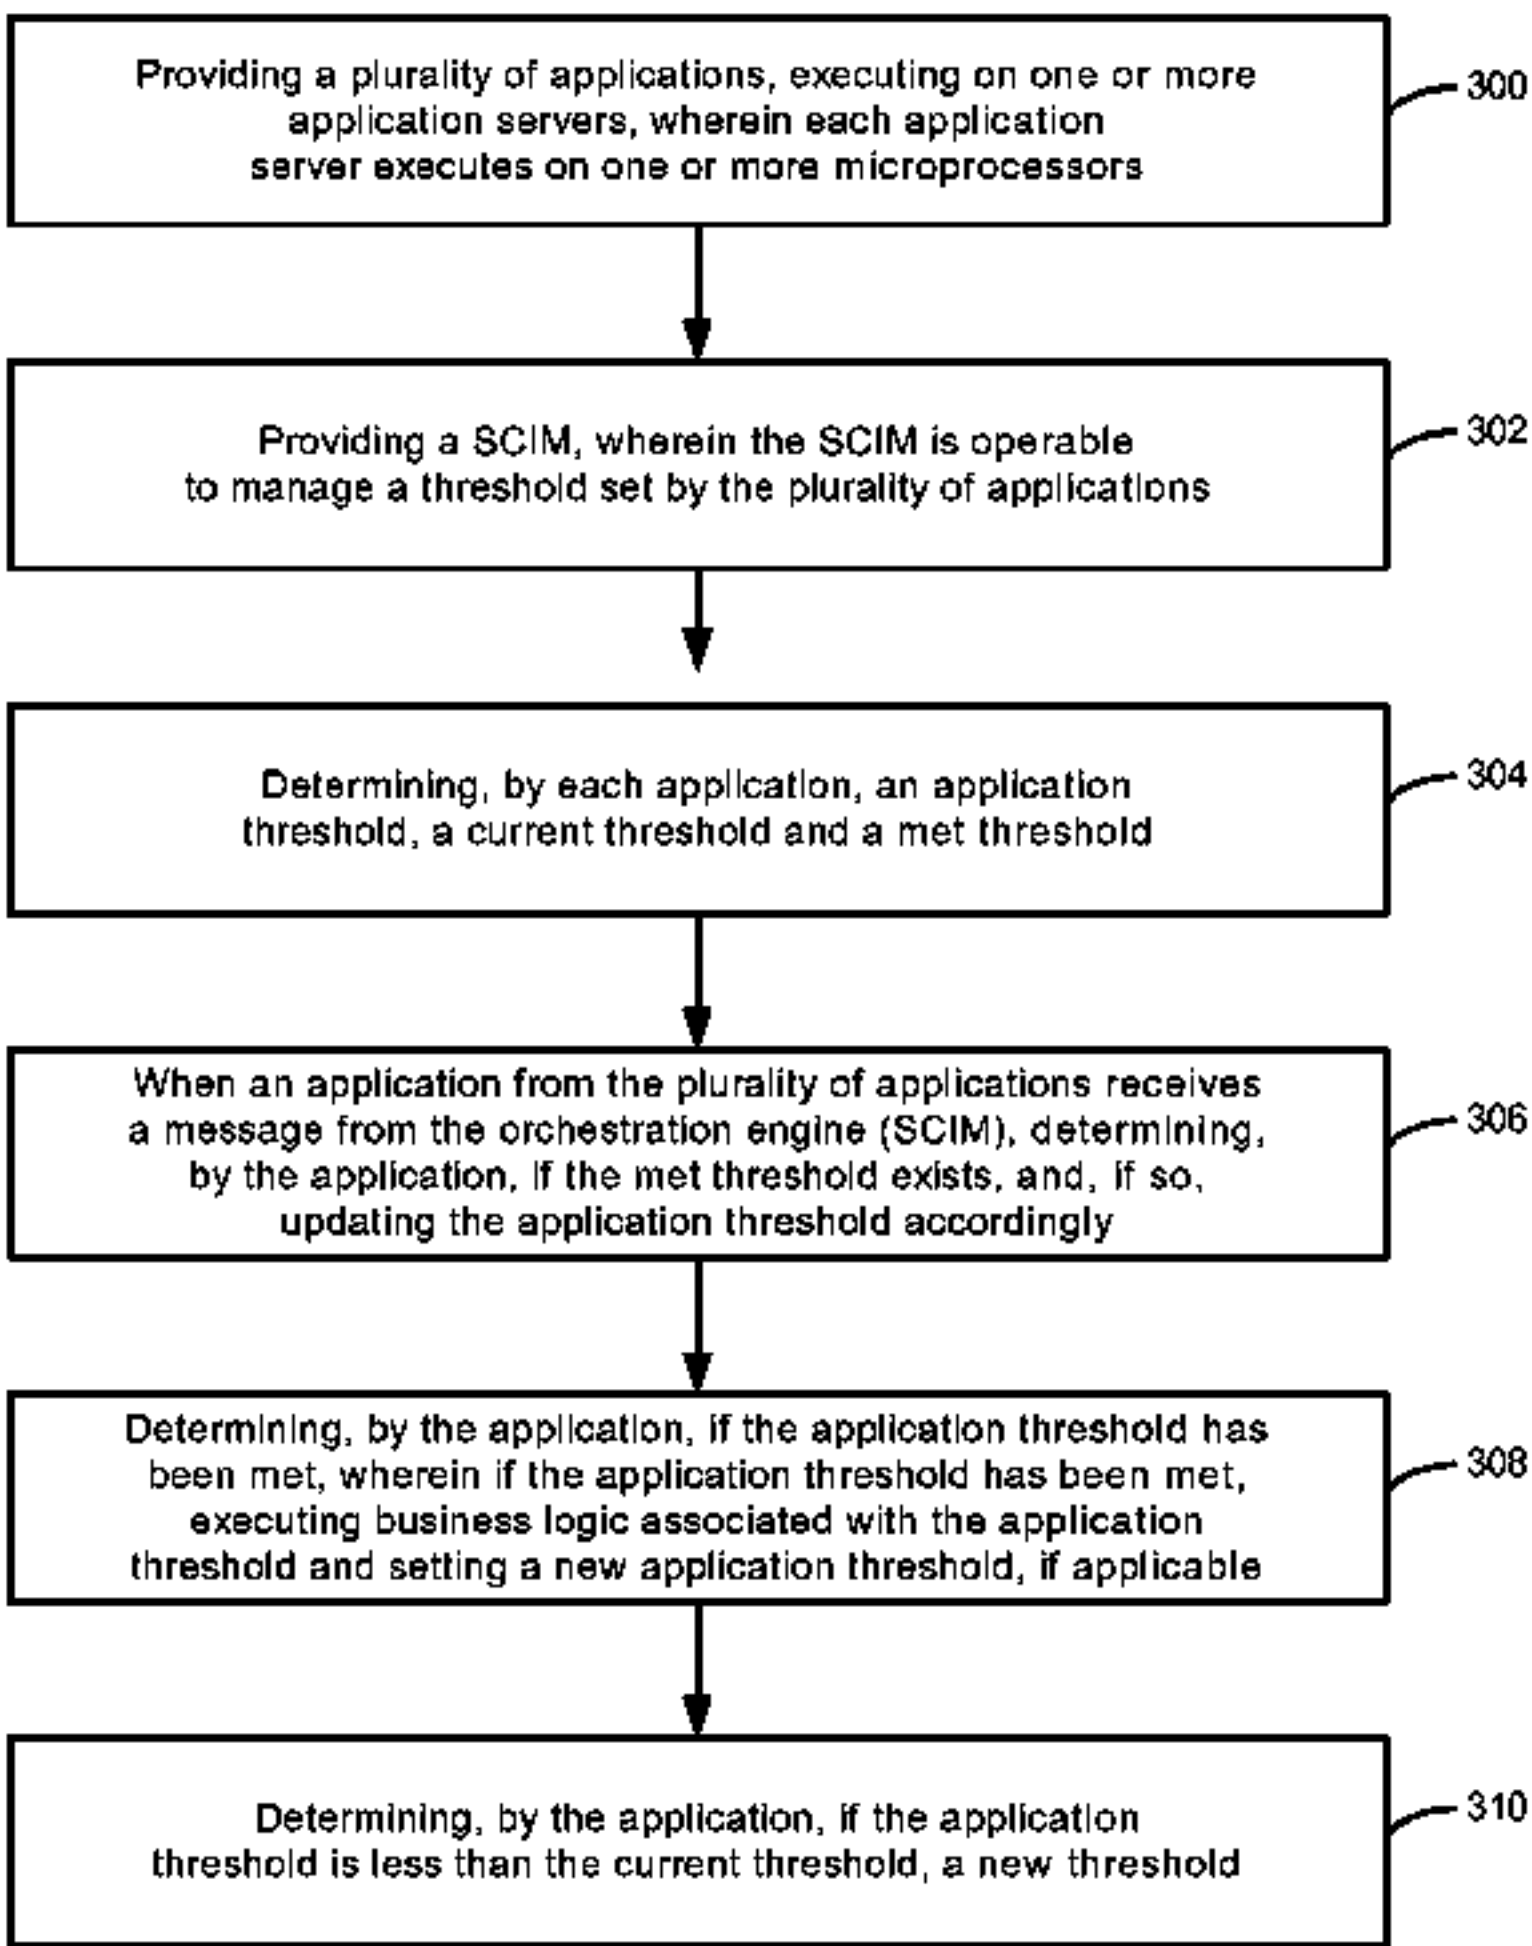 Providing a plurality of applications, executing on one or more
application servers, wherein each application
server executes on one or more microprocessors
300
Providing a SCIM, wherein the SCIM is operable
to manage a threshold set by the plurality of applications
302
Determining, by each application, an application
threshold, a current threshold and a met threshold
304
When an application from the plurality of applications receives
a message from the orchestration engine (SCIM), determining,
by the application, if the met threshold exists, and, if so,
updating the application threshold accordingly
306
Determining, by the application, if the application threshold has
been met, wherein if the application threshold has been met,
executing business logic associated with the application
threshold and setting a new application threshold, if applicable
308
Determining, by the application, if the application
threshold is less than the current threshold, a new threshold
310